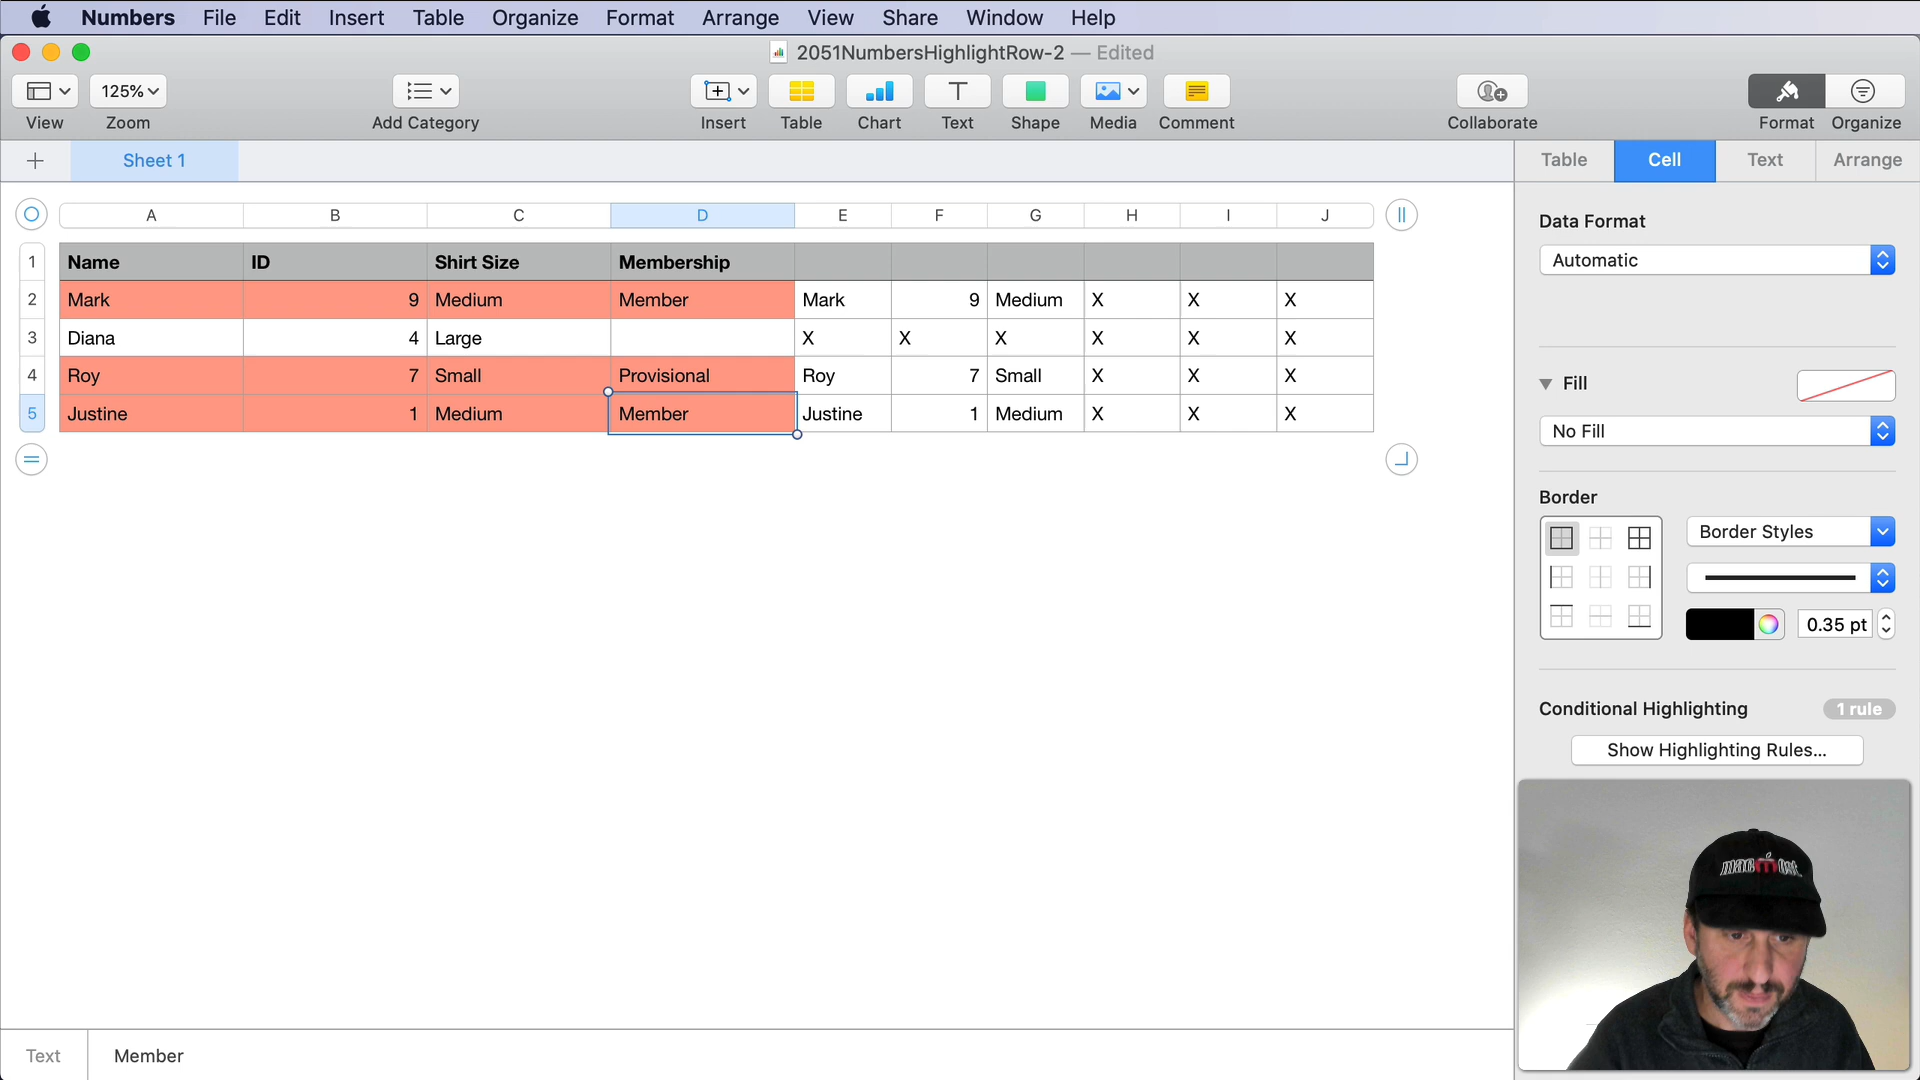 Numbers File Edit Insert Table Organize Format Arrange View Share Window Help
2051NumbersHighlightRow-2 — Edited
125%
View Zoom Add Category Insert Table Chart Text Shape Media Comment Collaborate Format Organize
Sheet 1
Table Cell Text Arrange
A B C D E F G H I J
1 Name ID Shirt Size Membership
2 Mark 9 Medium Member Mark 9 Medium X X X
3 Diana 4 Large X X X X X X
4 Roy 7 Small Provisional Roy 7 Small X X X
5 Justine 1 Medium Member Justine 1 Medium X X X
Data Format
Automatic
Fill
No Fill
Border
Border Styles
0.35 pt
Conditional Highlighting 1 rule
Show Highlighting Rules...
macmost
Text Member